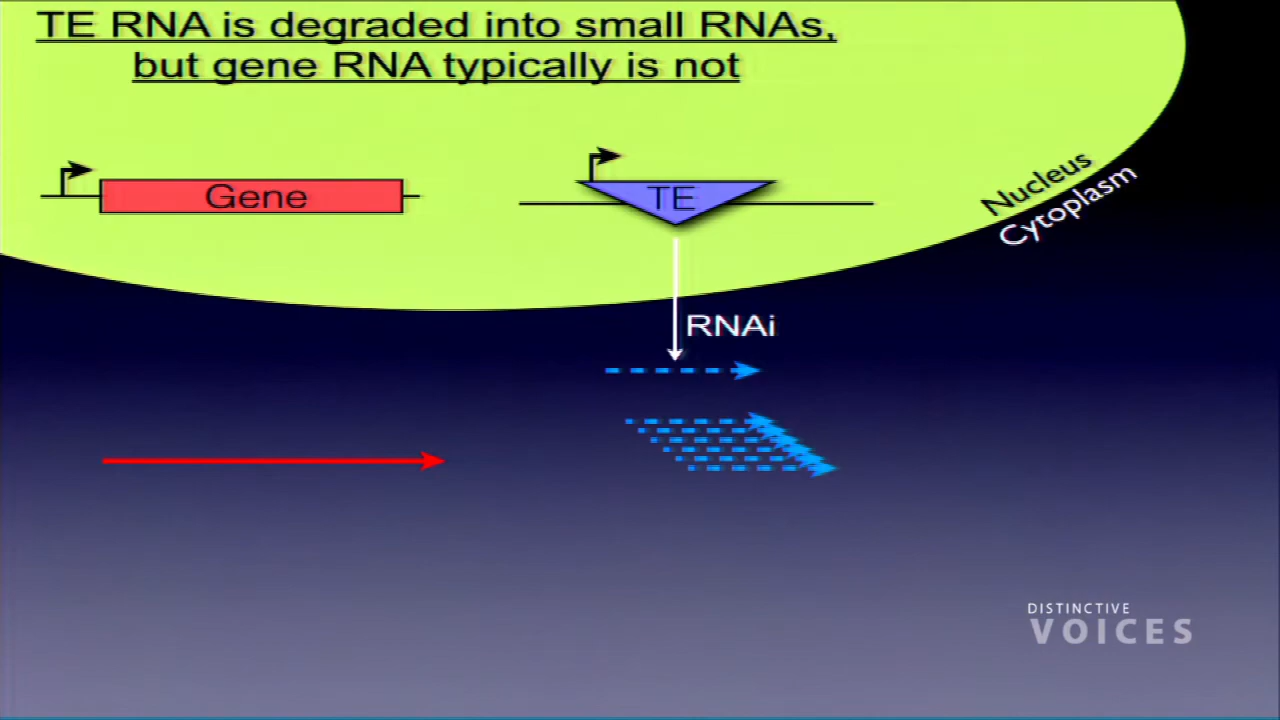 TE RNA is degraded into small RNAs,
but gene RNA typically is not
Gene
TE
Nucleus
Cytoplasm
RNAi
DISTINCTIVE
VOICES